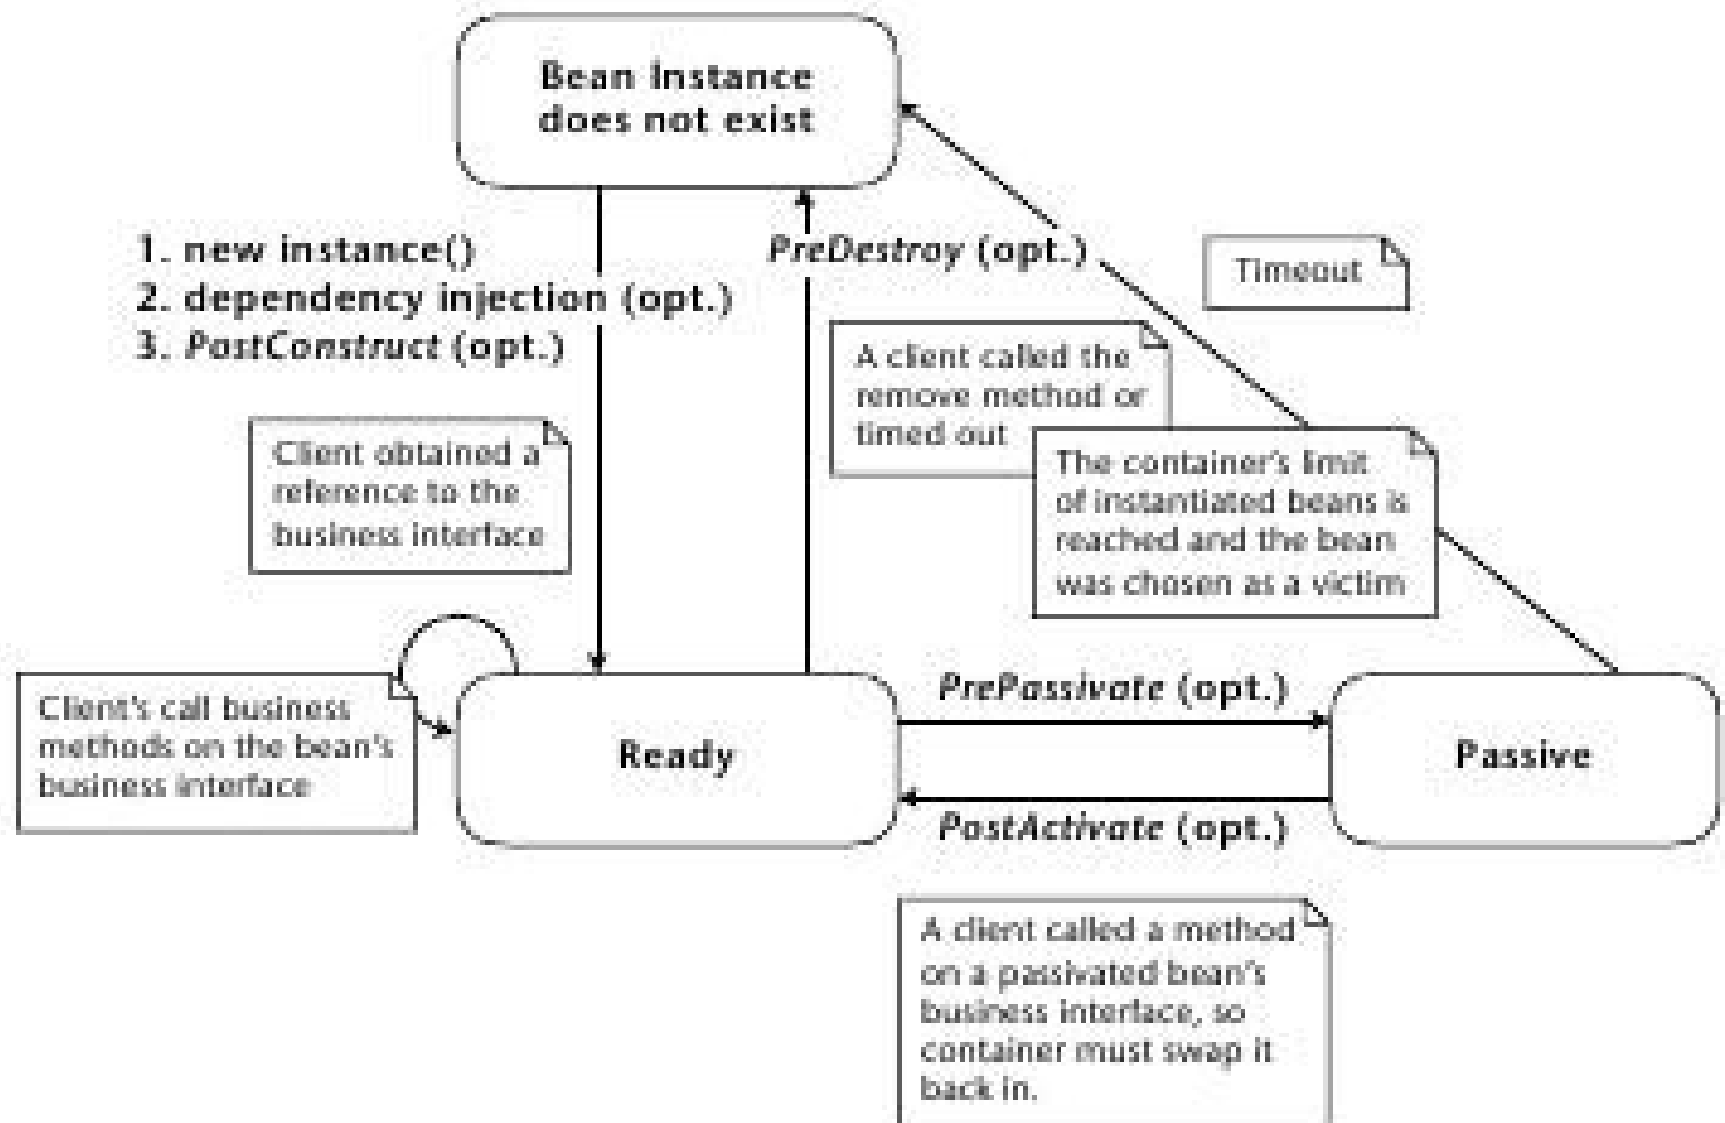 Bean Instance
does not exist
1. new instance()
2. dependency injection (opt.)
3. PostConstruct (opt.)
PreDestroy (opt.)
Timeout
A client called the
remove method or
timed out
Client obtained a
reference to the
business interface
The container's limit
of instantiated beans is
reached and the bean
was chosen as a victim
Client's call business
methods on the bean's
business interface
Ready
PrePassivate (opt.)
Passive
PostActivate (opt.)
A client called a method
on a passivated bean's
business interface, so
container must swap it
back in.